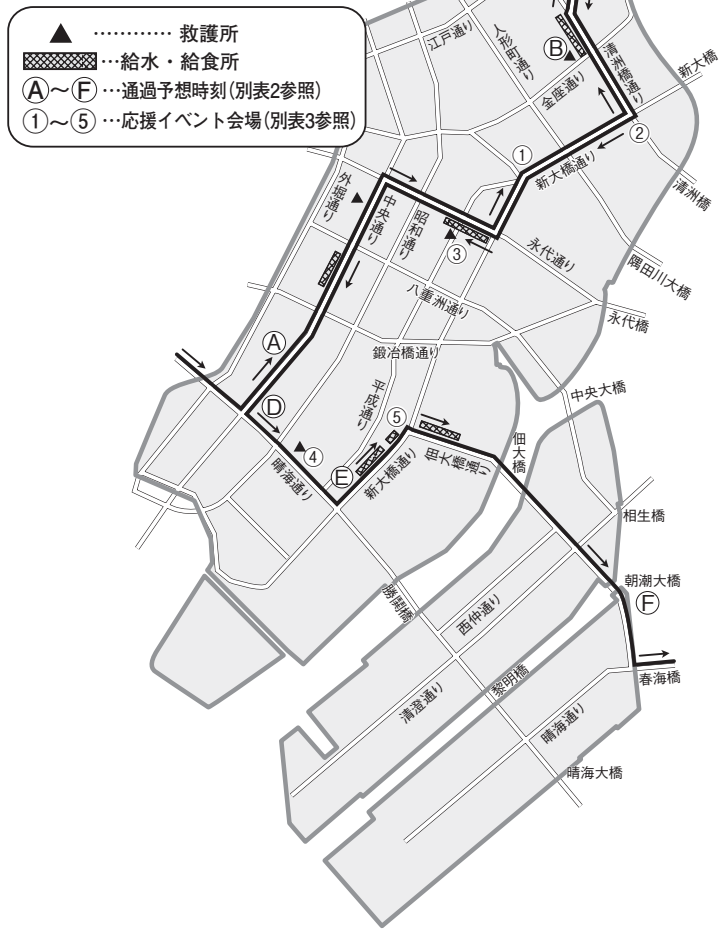 ▲ ………… 救護所
…給水・給食所
Ⓐ～Ⓕ …通過予想時刻(別表2参照)
①～⑤ …応援イベント会場(別表3参照)
江戸通り
人形町通り
Ⓑ
金座通り
清洲橋通り
新大橋
②
①
新大橋通り
清洲橋
外堀通り
中央通り
昭和通り
③
永代通り
隅田川大橋
八重洲通り
永代橋
Ⓐ
鍛冶橋通り
中央大橋
Ⓓ
平成通り
⑤
④
Ⓔ
晴海通り
新大橋通り
佃大橋通り
佃大橋
相生橋
朝潮大橋
Ⓕ
勝鬨橋
西仲通り
春海橋
黎明橋
清澄通り
晴海通り
晴海大橋